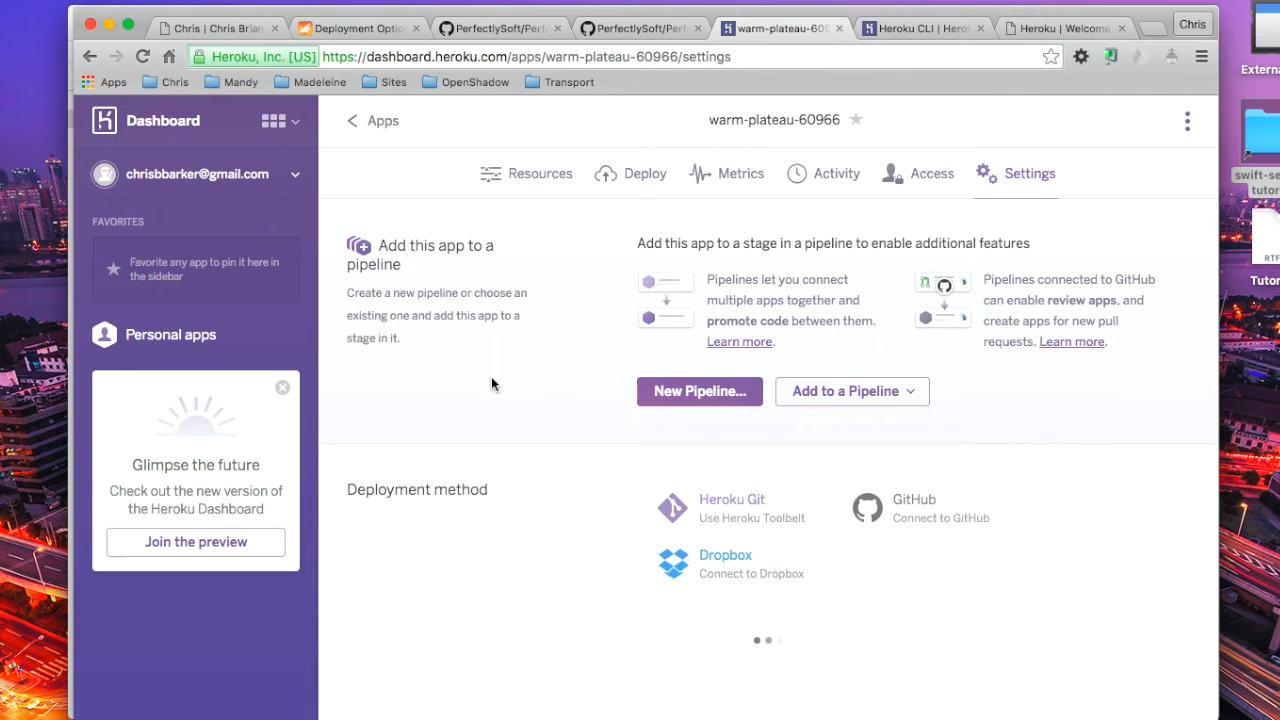 Chris | Chris Brian
Deployment Optio
PerfectlySoft/Perf
PerfectlySoft/Perf
warm-plateau-609
Heroku CLI | Hero
Heroku | Welcome
Chris
Heroku, Inc. [US] https://dashboard.heroku.com/apps/warm-plateau-60966/settings
Apps Chris Mandy Madeleine Sites OpenShadow Transport
Externa
swift-se
tutor
RTF
Tutor
Dashboard
chrisbbarker@gmail.com
FAVORITES
Favorite any app to pin it here in
the sidebar
Personal apps
Glimpse the future
Check out the new version of
the Heroku Dashboard
Join the preview
Apps
warm-plateau-60966
Resources Deploy Metrics Activity Access Settings
Add this app to a
pipeline
Create a new pipeline or choose an
existing one and add this app to a
stage in it.
Add this app to a stage in a pipeline to enable additional features
Pipelines let you connect
multiple apps together and
promote code between them.
Learn more.
Pipelines connected to GitHub
can enable review apps, and
create apps for new pull
requests. Learn more.
New Pipeline...
Add to a Pipeline
Deployment method
Heroku Git
Use Heroku Toolbelt
GitHub
Connect to GitHub
Dropbox
Connect to Dropbox